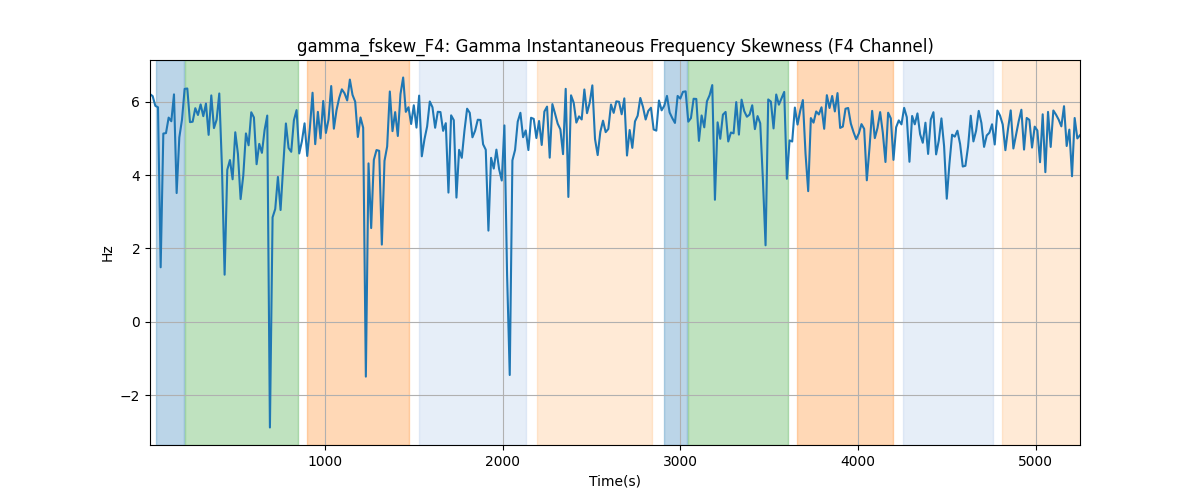 gamma_fskew_F4: Gamma Instantaneous Frequency Skewness (F4 Channel)
Hz
6
4
2
0
−2
1000 2000 3000 4000 5000
Time(s)